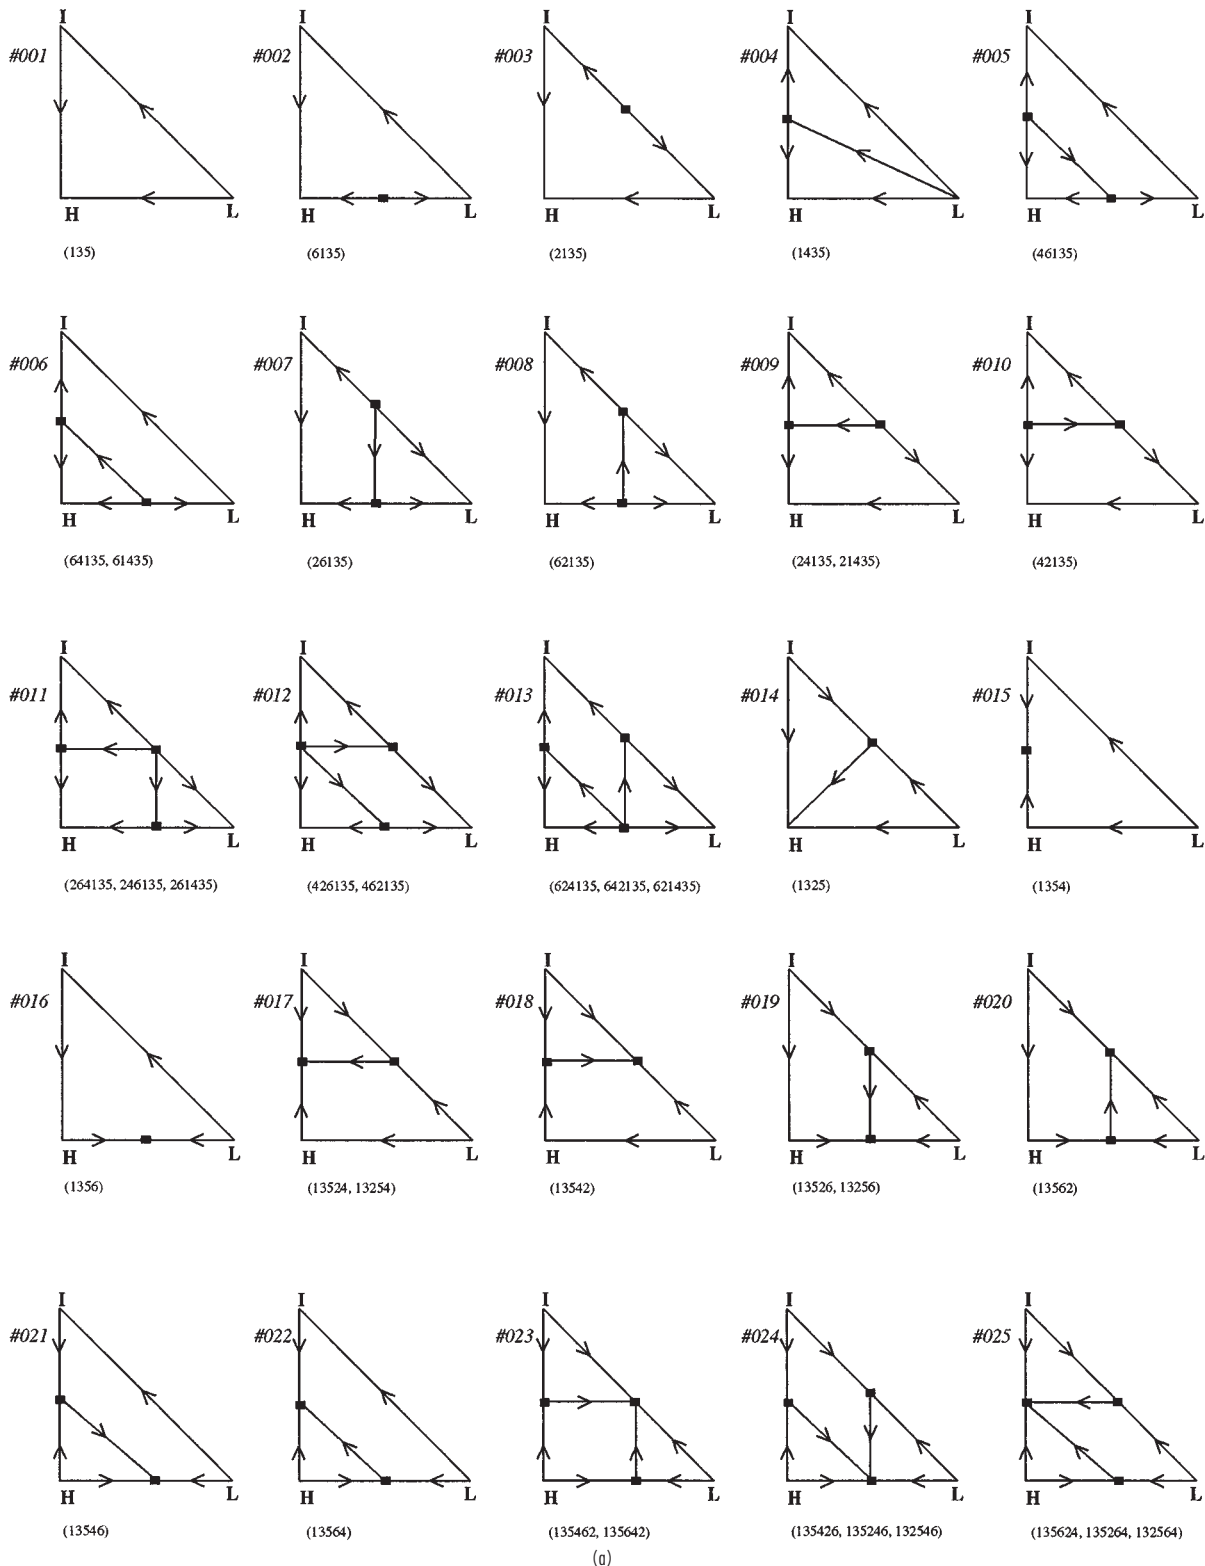 I I I I I
#001 #002 #003 #004 #005
H L H L H L H L H L
(135) (6135) (2135) (1435) (46135)
I I I I I
#006 #007 #008 #009 #010
H L H L H L H L H L
(64135, 61435) (26135) (62135) (24135, 21435) (42135)
I I I I I
#011 #012 #013 #014 #015
H L H L H L H L H L
(264135, 246135, 261435) (426135, 462135) (624135, 642135, 621435) (1325) (1354)
I I I I I
#016 #017 #018 #019 #020
H L H L H L H L H L
(1356) (13524, 13254) (13542) (13526, 13256) (13562)
I I I I I
#021 #022 #023 #024 #025
H L H L H L H L H L
(13546) (13564) (135462, 135642) (135426, 135246, 132546) (135624, 135264, 132564)
(a)